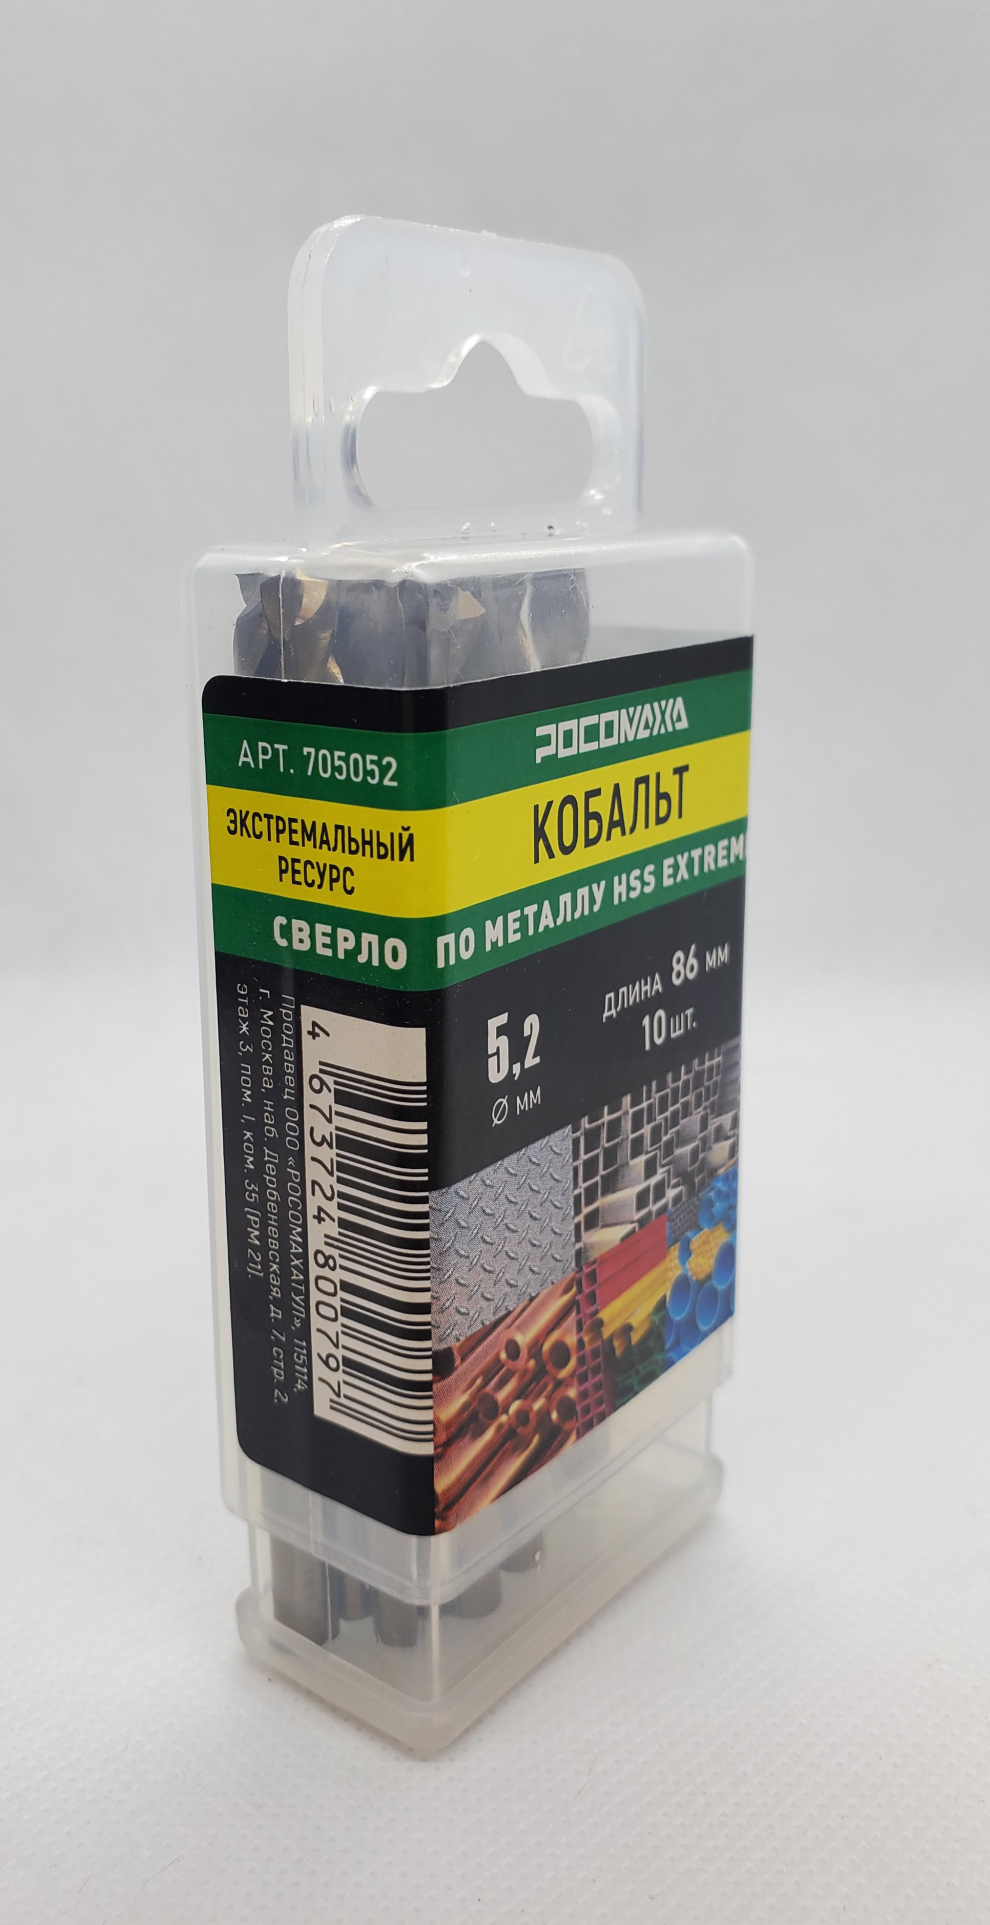 АРТ. 705052
ЭКСТРЕМАЛЬНЫЙ
РЕСУРС
СВЕРЛО ПО МЕТАЛЛУ HSS EXTREME
РОСОМАХА
КОБАЛЬТ
5,2
Ø ММ
ДЛИНА 86 ММ
10 ШТ.
4 673724 800797
Продавец ООО «РОСОМАХАТУЛ», 115114,
г. Москва, наб. Дербеневская, д. 7, стр. 2,
этаж 3, пом. I, ком. 35 (РМ 21).